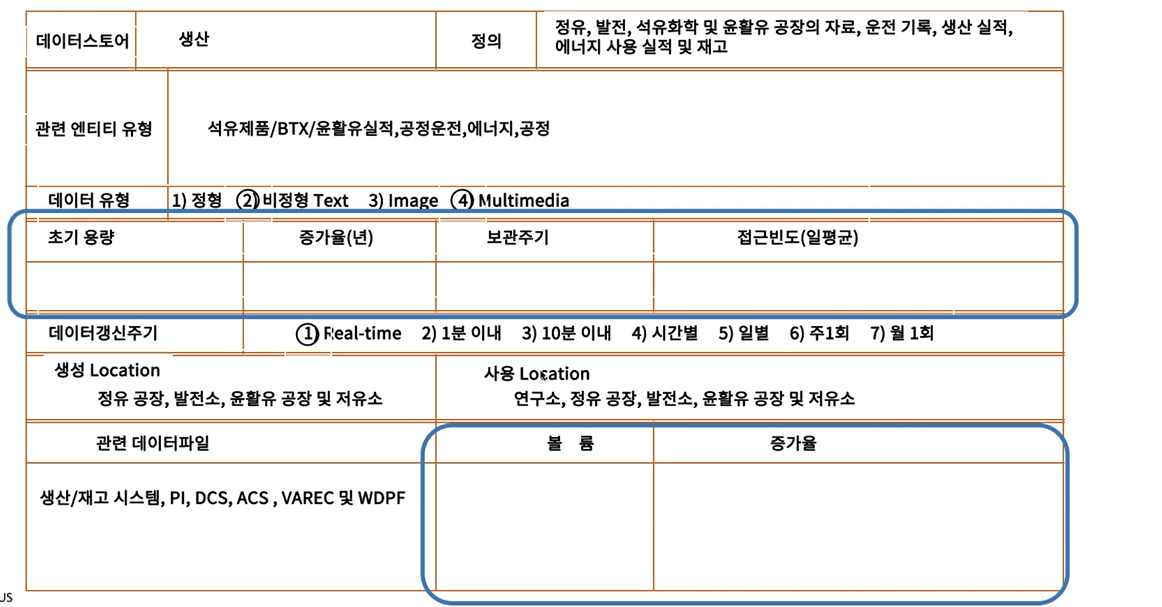 데이터스토어 생산 정의 정유, 발전, 석유화학 및 윤활유 공장의 자료, 운전 기록, 생산 실적,
에너지 사용 실적 및 재고
관련 엔티티 유형 석유제품/BTX/윤활유실적,공정운전,에너지,공정
데이터 유형 1) 정형 ②)비정형 Text 3) Image ④) Multimedia
초기 용량 증가율(년) 보관주기 접근빈도(일평균)
데이터갱신주기 ①) Real-time 2) 1분 이내 3) 10분 이내 4) 시간별 5) 일별 6) 주1회 7) 월 1회
생성 Location
정유 공장, 발전소, 윤활유 공장 및 저유소
사용 Location
연구소, 정유 공장, 발전소, 윤활유 공장 및 저유소
관련 데이터파일 볼 륨 증가율
생산/재고 시스템, PI, DCS, ACS , VAREC 및 WDPF
US